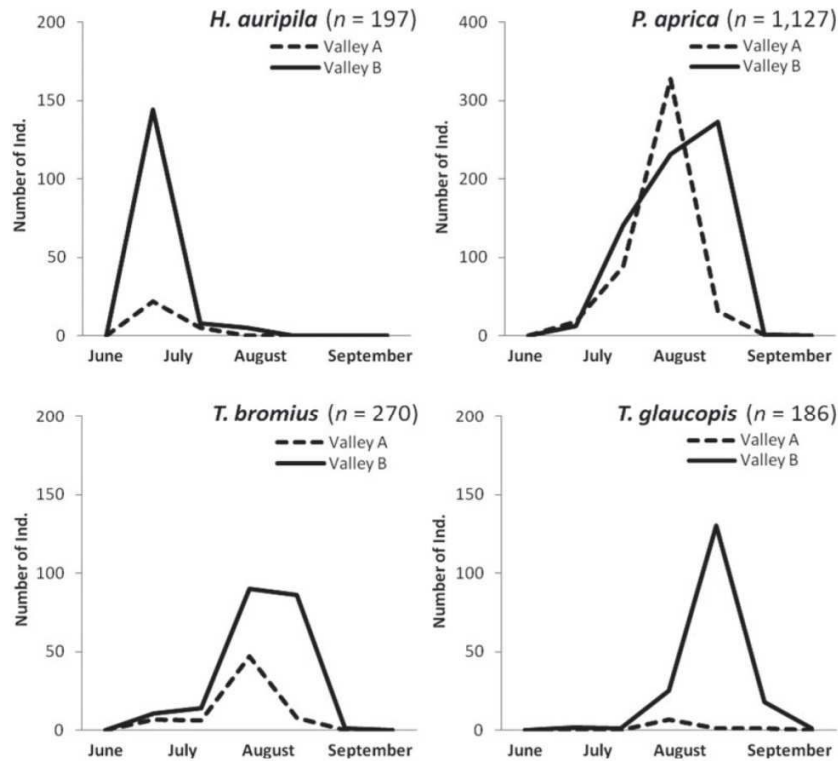 H. auripila (n = 197)
Valley A
Valley B
Number of Ind.
200
150
100
50
0
June July August September
P. aprica (n = 1,127)
Valley A
Valley B
Number of Ind.
400
300
200
100
0
June July August September
T. bromius (n = 270)
Valley A
Valley B
Number of Ind.
200
150
100
50
0
June July August September
T. glaucopis (n = 186)
Valley A
Valley B
Number of Ind.
200
150
100
50
0
June July August September